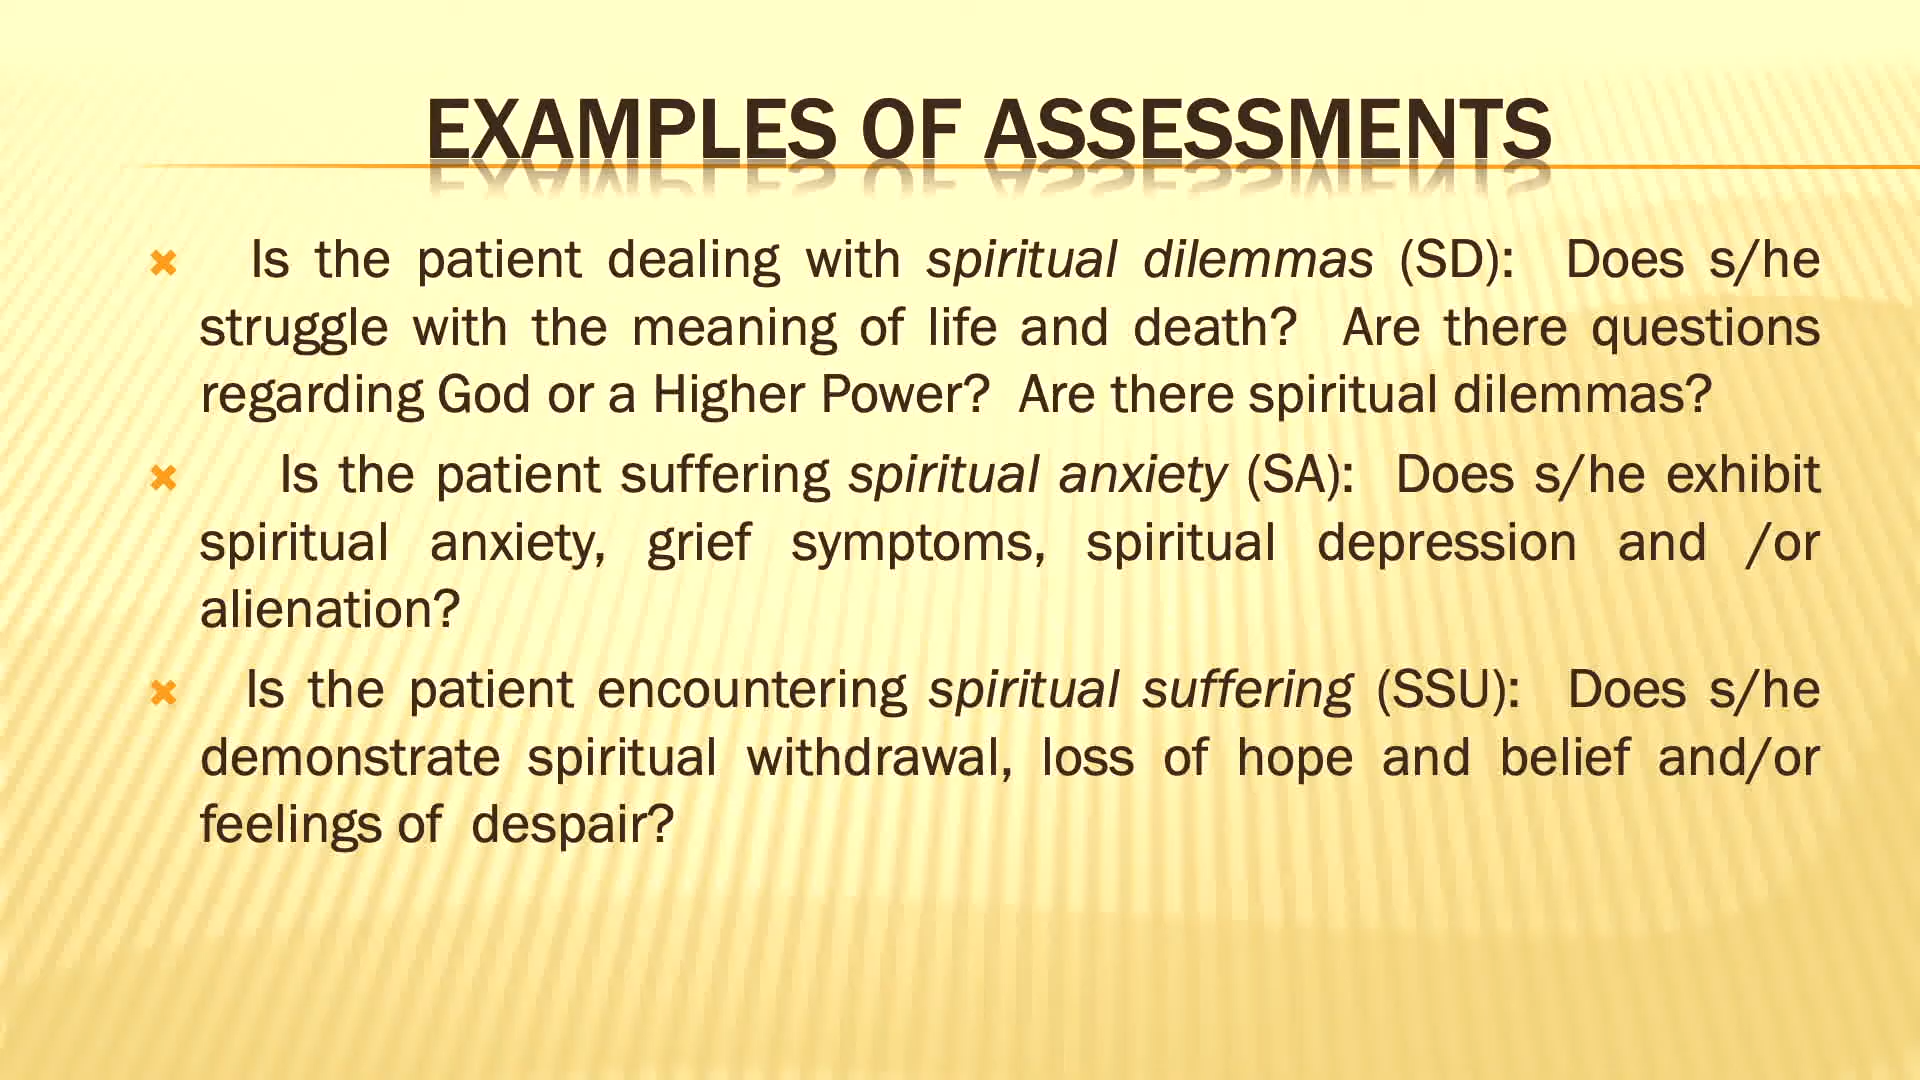 EXAMPLES OF ASSESSMENTS
Is the patient dealing with spiritual dilemmas (SD): Does s/he
struggle with the meaning of life and death? Are there questions
regarding God or a Higher Power? Are there spiritual dilemmas?
Is the patient suffering spiritual anxiety (SA): Does s/he exhibit
spiritual anxiety, grief symptoms, spiritual depression and /or
alienation?
Is the patient encountering spiritual suffering (SSU): Does s/he
demonstrate spiritual withdrawal, loss of hope and belief and/or
feelings of despair?